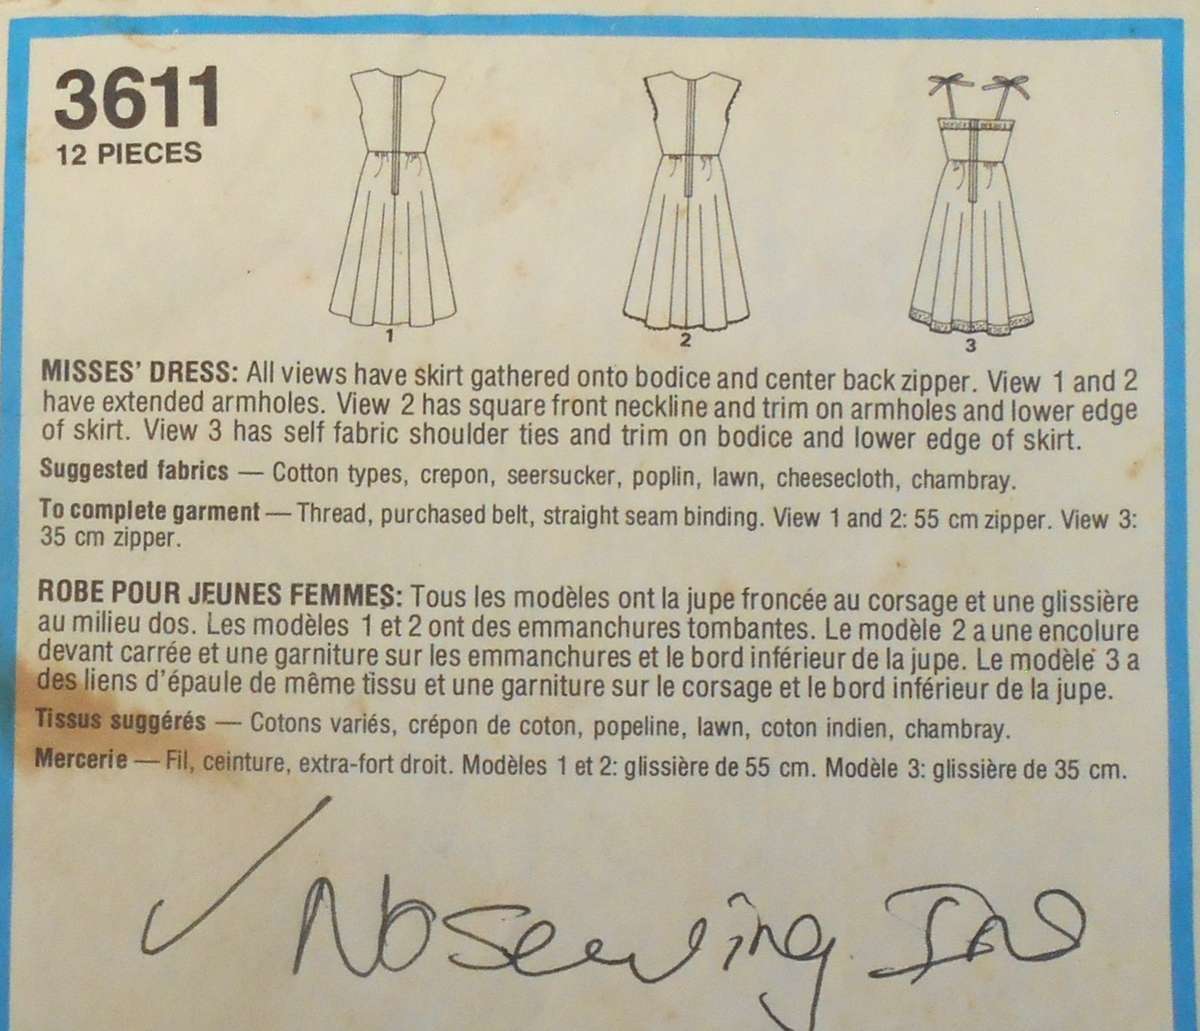 3611
12 PIECES
1
2
3
MISSES' DRESS: All views have skirt gathered onto bodice and center back zipper. View 1 and 2
have extended armholes. View 2 has square front neckline and trim on armholes and lower edge
of skirt. View 3 has self fabric shoulder ties and trim on bodice and lower edge of skirt.
Suggested fabrics — Cotton types, crepon, seersucker, poplin, lawn, cheesecloth, chambray.
To complete garment — Thread, purchased belt, straight seam binding. View 1 and 2: 55 cm zipper. View 3:
35 cm zipper.
ROBE POUR JEUNES FEMMES: Tous les modèles ont la jupe froncée au corsage et une glissière
au milieu dos. Les modèles 1 et 2 ont des emmanchures tombantes. Le modèle 2 a une encolure
devant carrée et une garniture sur les emmanchures et le bord inférieur de la jupe. Le modèle 3 a
des liens d'épaule de même tissu et une garniture sur le corsage et le bord inférieur de la jupe.
Tissus suggérés — Cotons variés, crépon de coton, popeline, lawn, coton indien, chambray.
Mercerie — Fil, ceinture, extra-fort droit. Modèles 1 et 2: glissière de 55 cm. Modèle 3: glissière de 35 cm.
No Sewing Ins